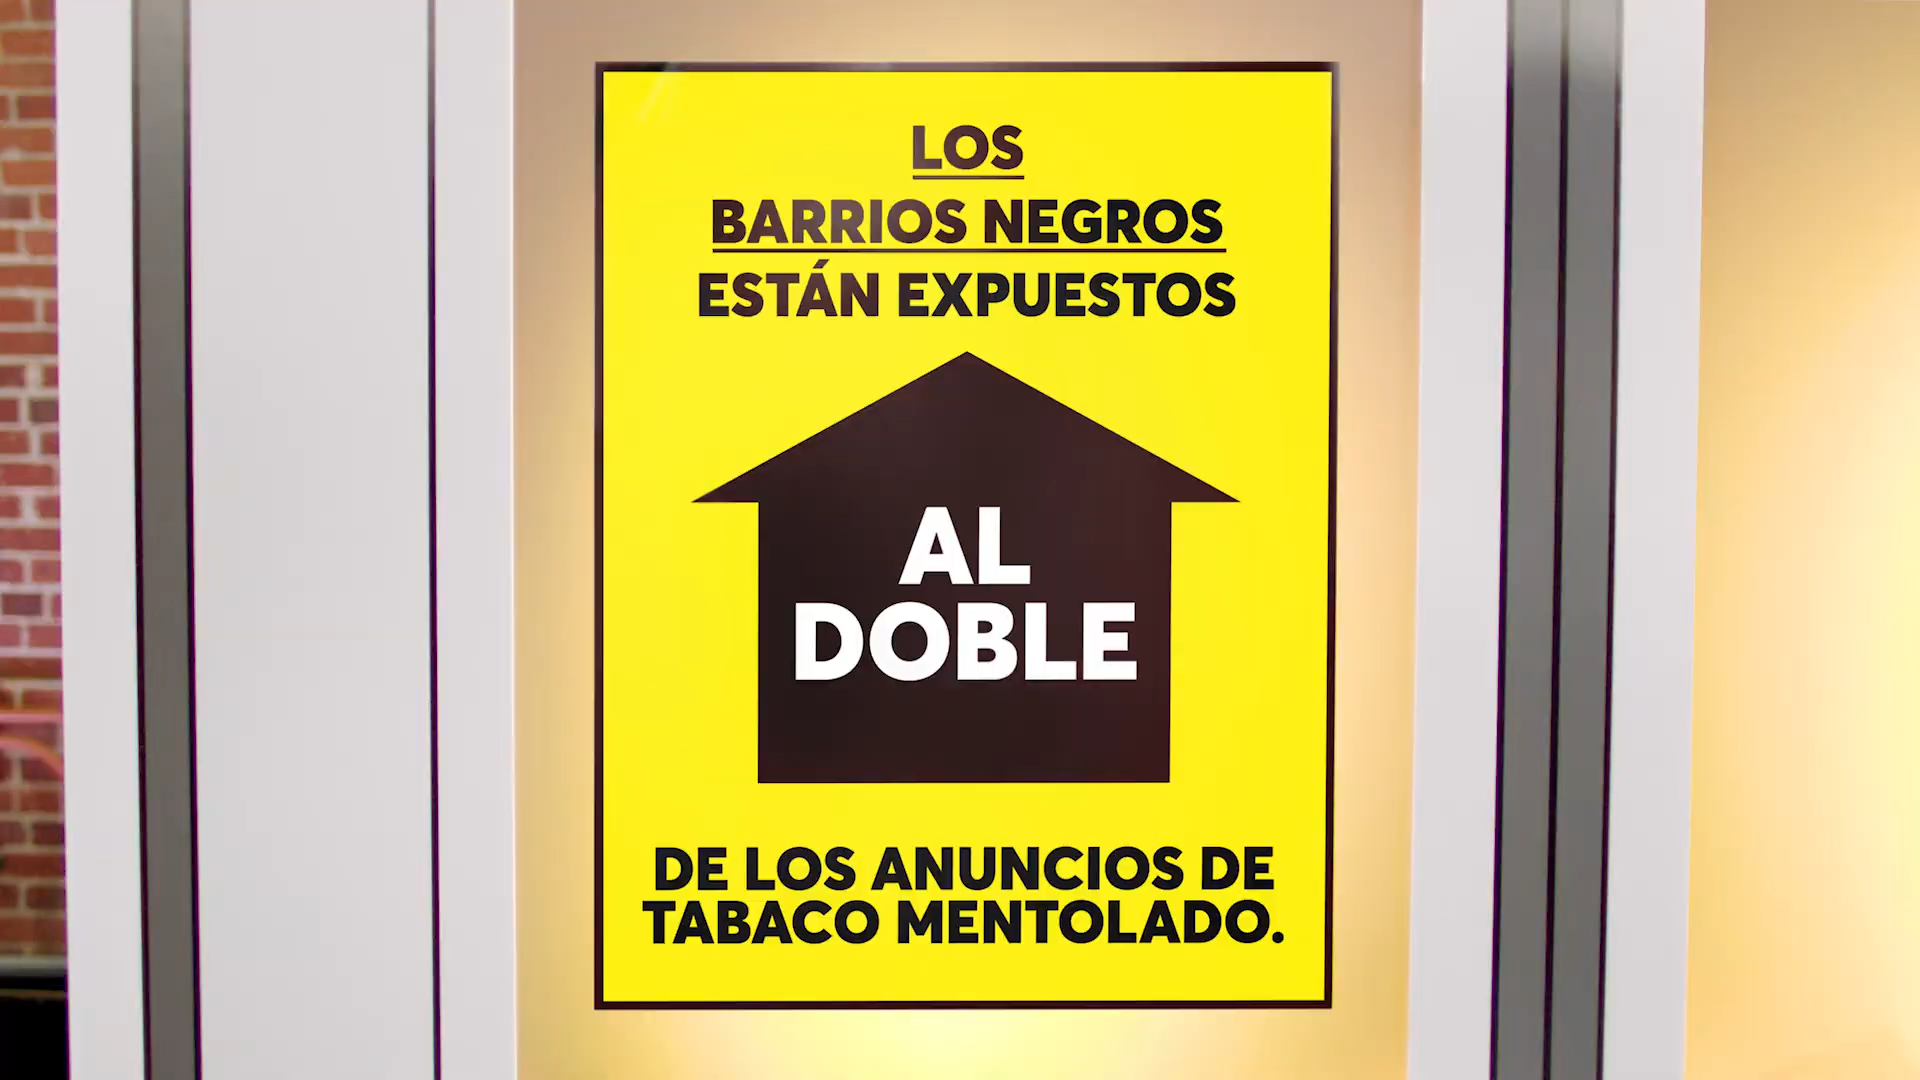 LOS
BARRIOS NEGROS
ESTÁN EXPUESTOS
AL
DOBLE
DE LOS ANUNCIOS DE
TABACO MENTOLADO.